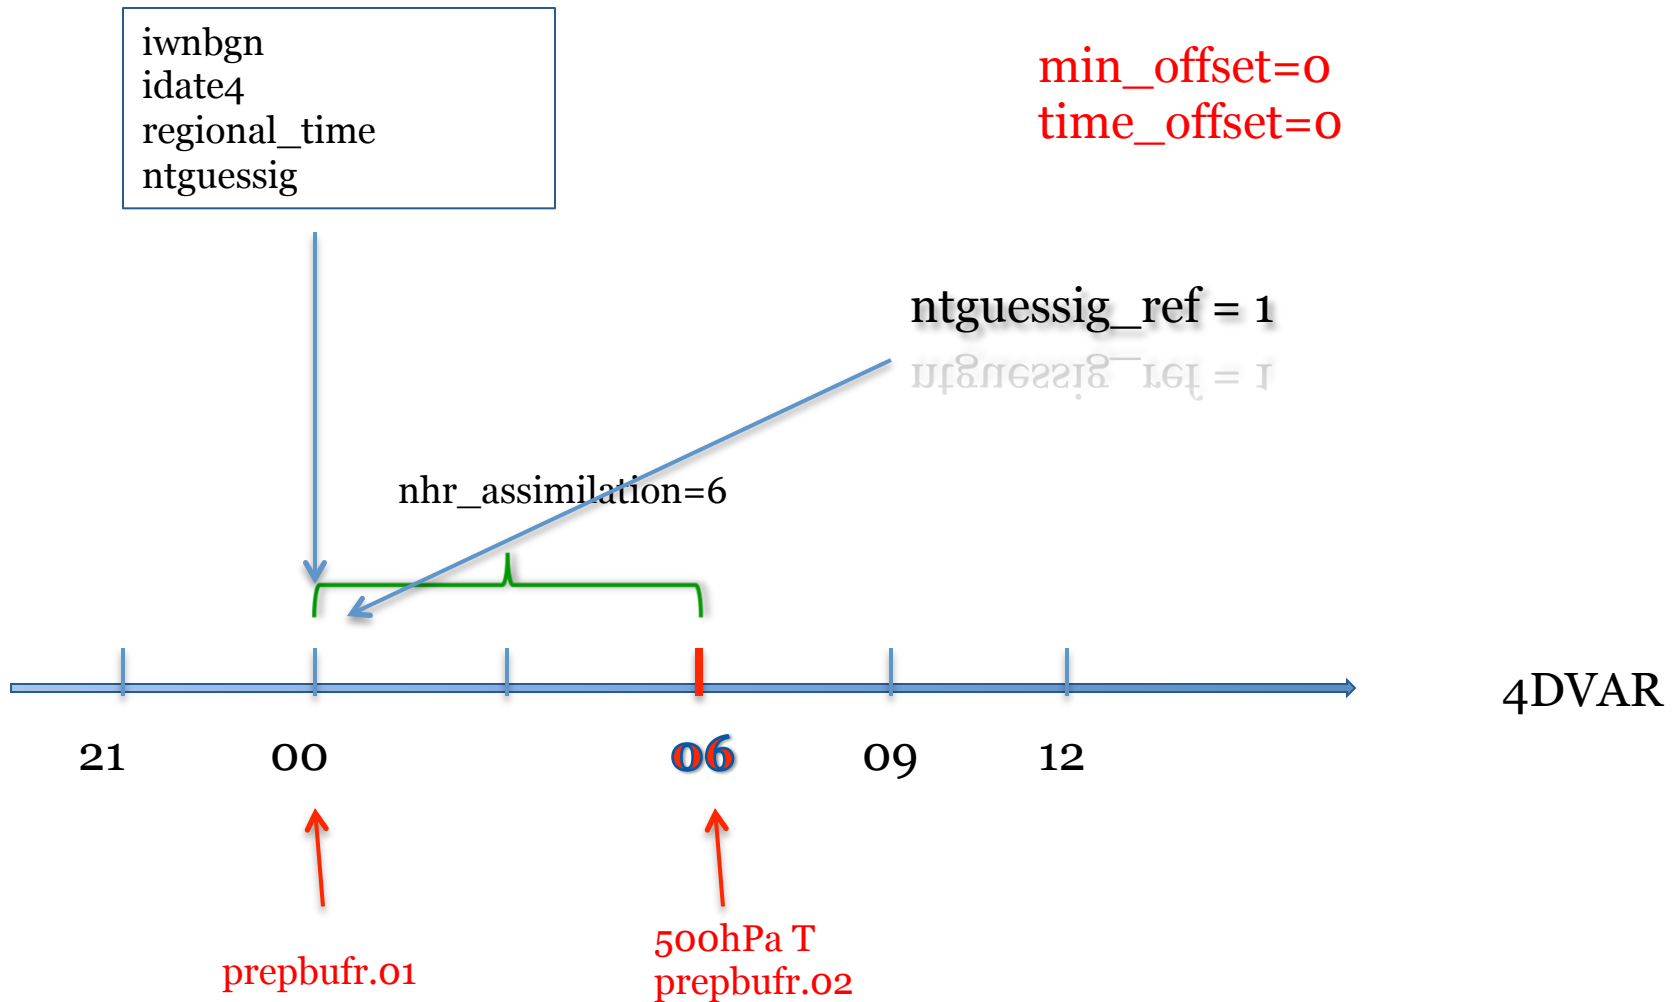 iwnbgn
idate4
regional_time
ntguessig
min_offset=0
time_offset=0
ntguessig_ref = 1
nhr_assimilation=6
4DVAR
21 00 06 09 12
prepbufr.01
500hPa T
prepbufr.02